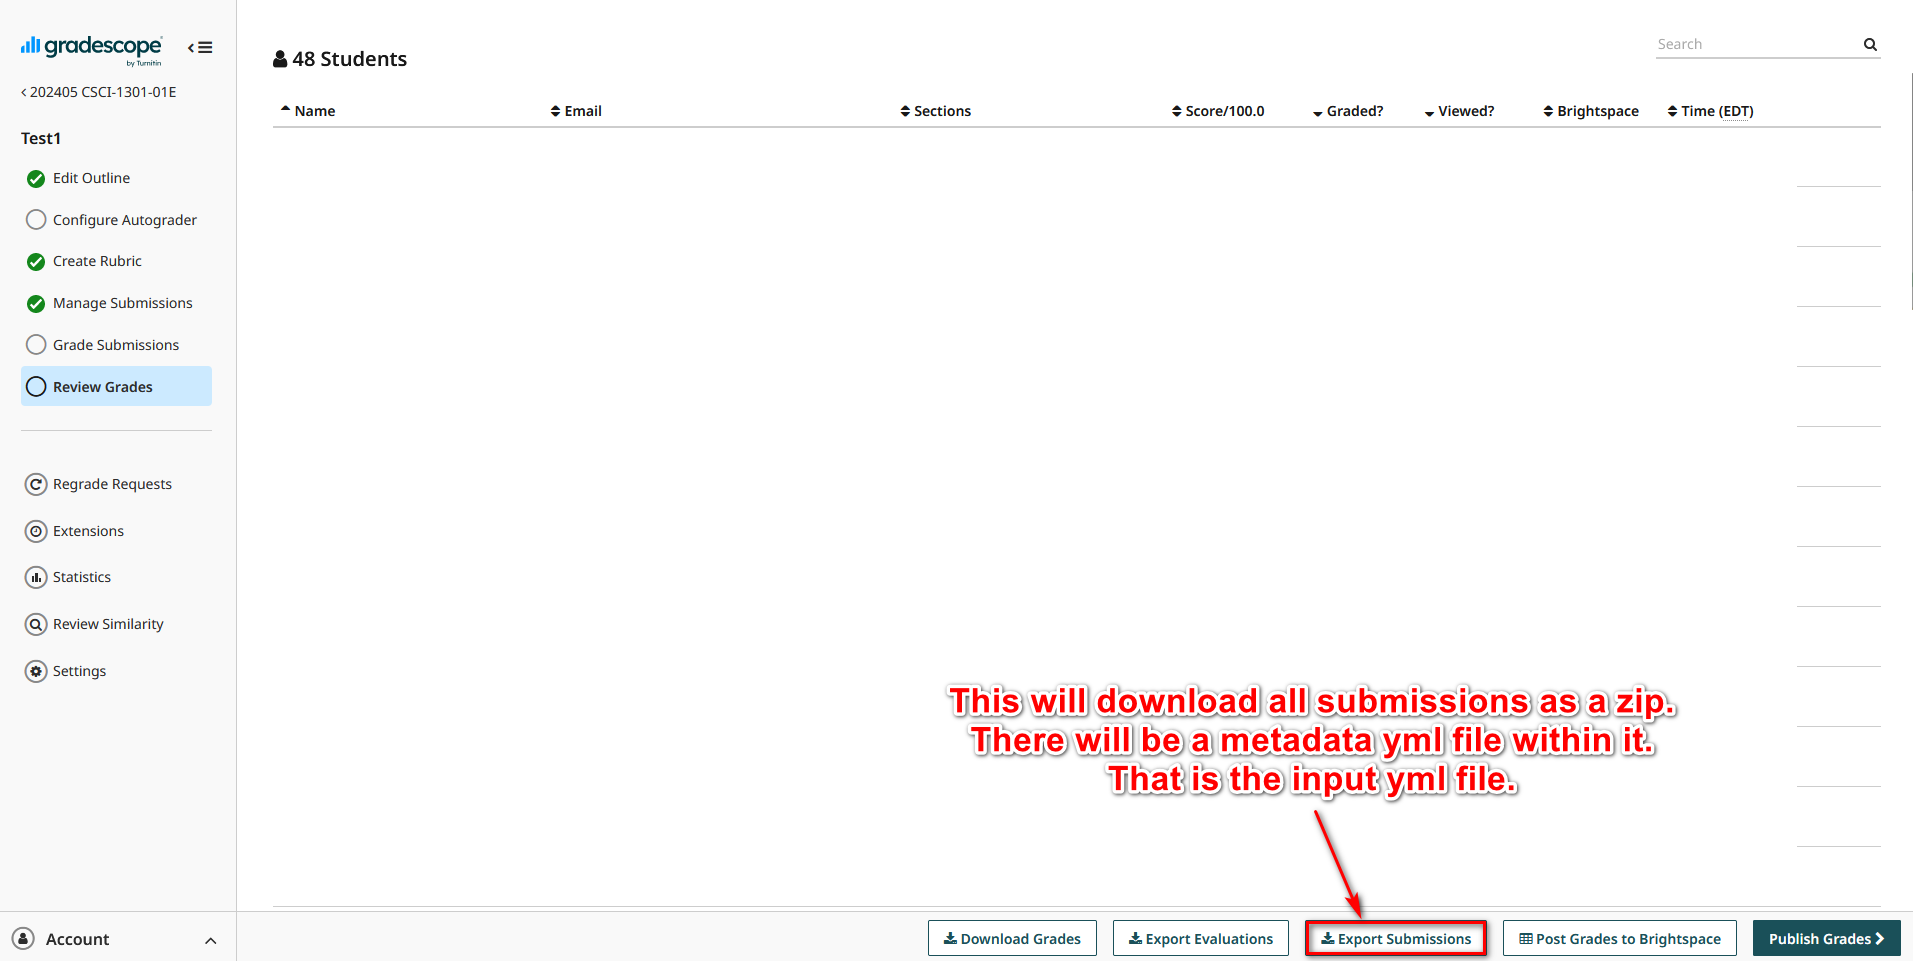 gradescope
by Turnitin
202405 CSCI-1301-01E
Test1
Edit Outline
Configure Autograder
Create Rubric
Manage Submissions
Grade Submissions
Review Grades
Regrade Requests
Extensions
Statistics
Review Similarity
Settings
Account
48 Students
Search
Name
Email
Sections
Score/100.0
Graded?
Viewed?
Brightspace
Time (EDT)
This will download all submissions as a zip.
There will be a metadata yml file within it.
That is the input yml file.
Download Grades
Export Evaluations
Export Submissions
Post Grades to Brightspace
Publish Grades